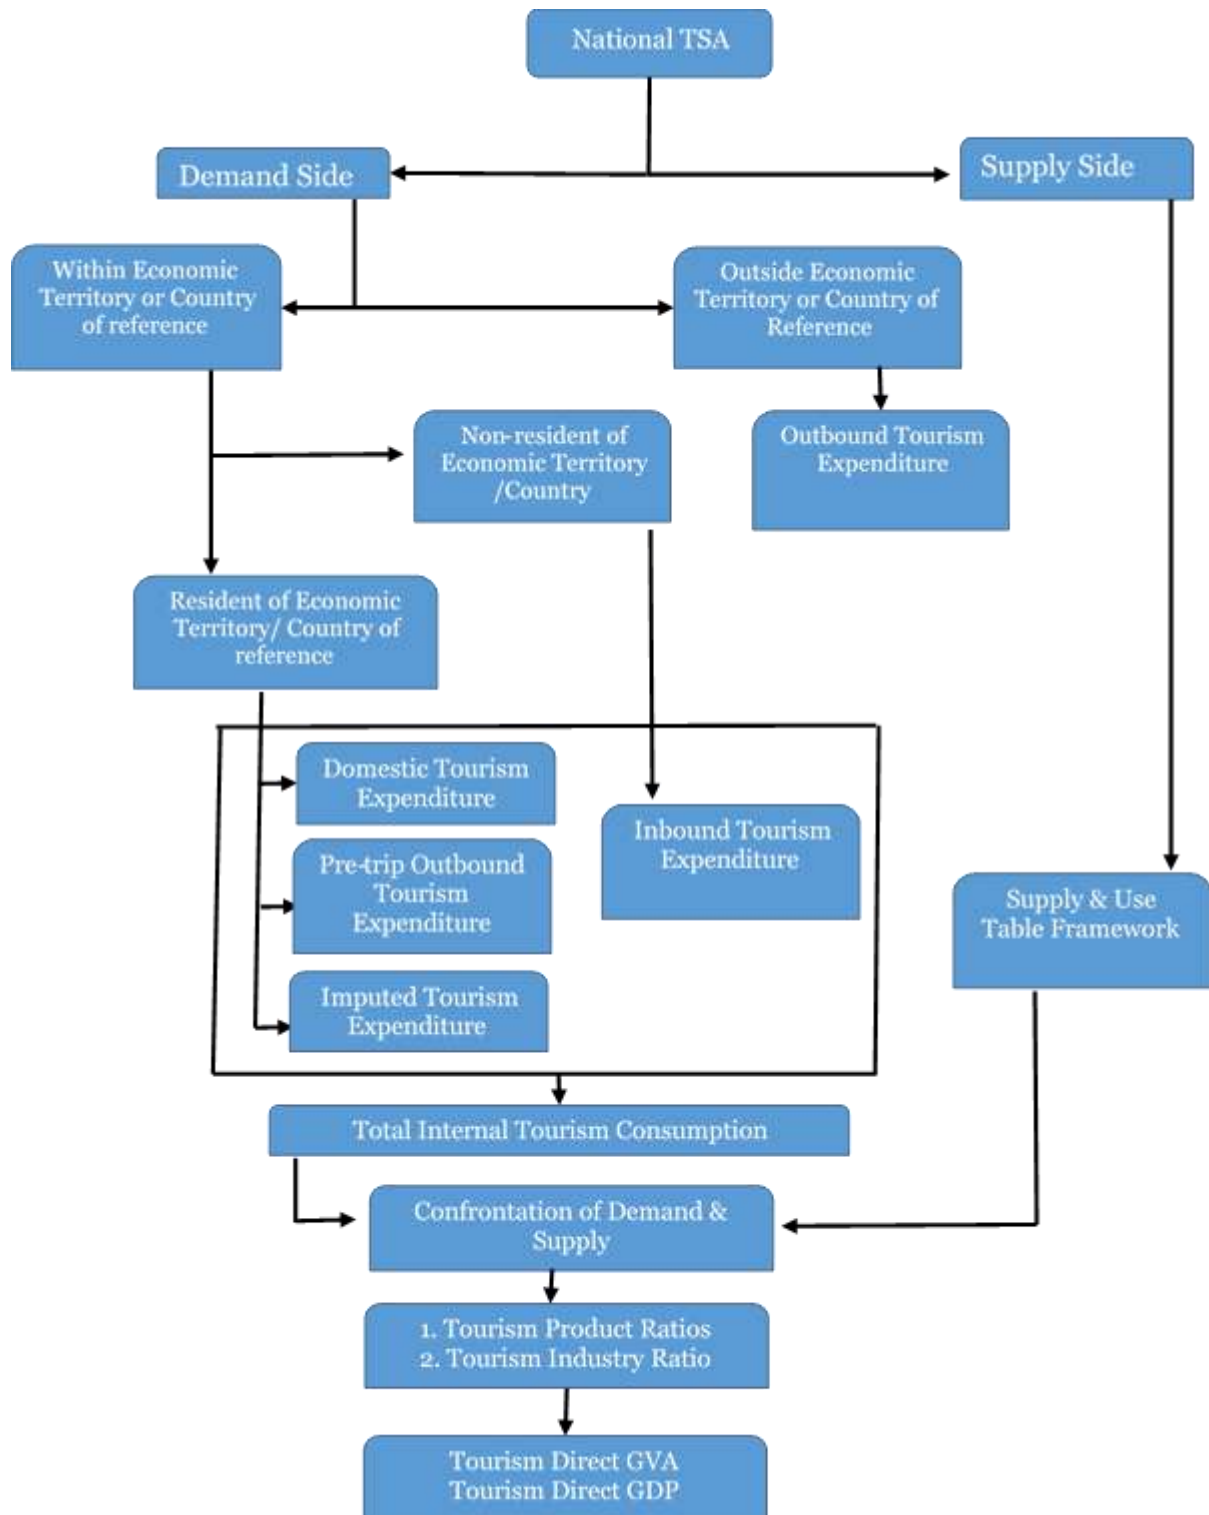 National TSA
Demand Side
Supply Side
Within Economic
Territory or Country
of reference
Outside Economic
Territory or Country of
Reference
Non-resident of
Economic Territory
/Country
Outbound Tourism
Expenditure
Resident of Economic
Territory/ Country of
reference
Domestic Tourism
Expenditure
Pre-trip Outbound
Tourism
Expenditure
Imputed Tourism
Expenditure
Inbound Tourism
Expenditure
Supply & Use
Table Framework
Total Internal Tourism Consumption
Confrontation of Demand &
Supply
1. Tourism Product Ratios
2. Tourism Industry Ratio
Tourism Direct GVA
Tourism Direct GDP